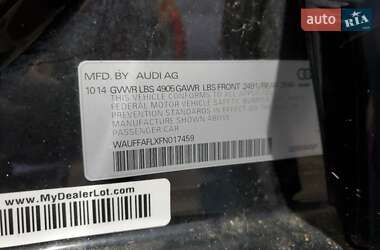 auto.RIA.com
MFD. BY AUDI AG
10 14 GVWR LBS 4905 GAWR LBS FRONT 2491
THIS VEHICLE CONFORMS TO ALL APPLICABLE
FEDERAL MOTOR VEHICLE SAFETY, BUMPER, AND THEFT
PREVENTION STANDARDS IN EFFECT ON THE DATE OF
MANUFACTURE SHOWN ABOVE.
PASSENGER CAR
WAUFFAFLXFN017459
www.MyDealerLot.com